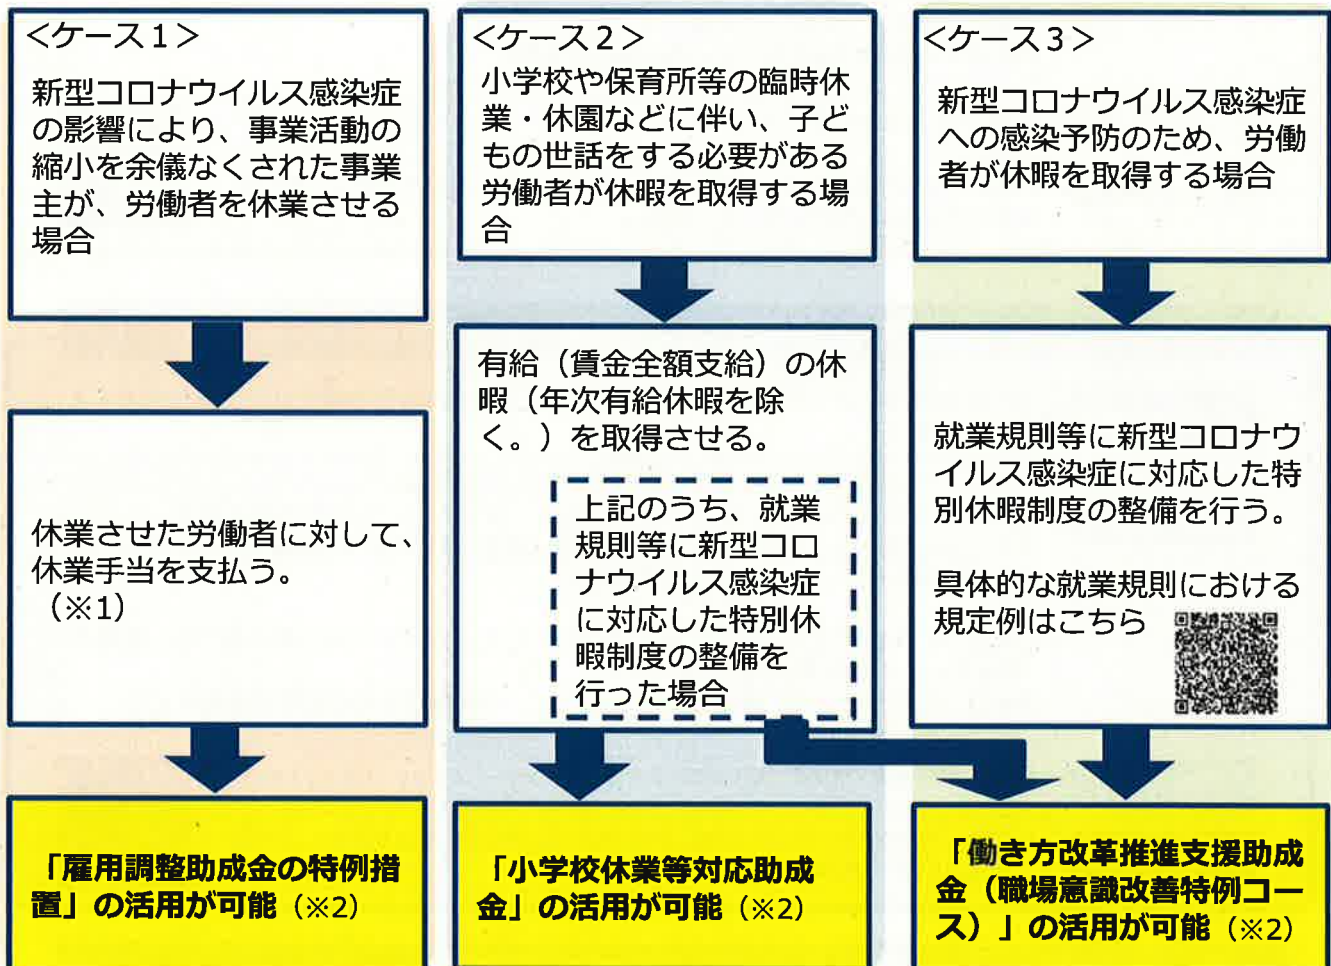 <ケース1>
新型コロナウイルス感染症
の影響により、事業活動の
縮小を余儀なくされた事業
主が、労働者を休業させる
場合
休業させた労働者に対して、
休業手当を支払う。
（※1）
「雇用調整助成金の特例措
置」の活用が可能（※2）
<ケース2>
小学校や保育所等の臨時休
業・休園などに伴い、子ど
もの世話をする必要がある
労働者が休暇を取得する場
合
有給（賃金全額支給）の休
暇（年次有給休暇を除
く。）を取得させる。
上記のうち、就業
規則等に新型コロ
ナウイルス感染症
に対応した特別休
暇制度の整備を
行った場合
「小学校休業等対応助成
金」の活用が可能（※2）
<ケース3>
新型コロナウイルス感染症
への感染予防のため、労働
者が休暇を取得する場合
就業規則等に新型コロナウ
イルス感染症に対応した特
別休暇制度の整備を行う。
具体的な就業規則における
規定例はこちら
「働き方改革推進支援助成
金（職場意識改善特例コー
ス）」の活用が可能（※2）